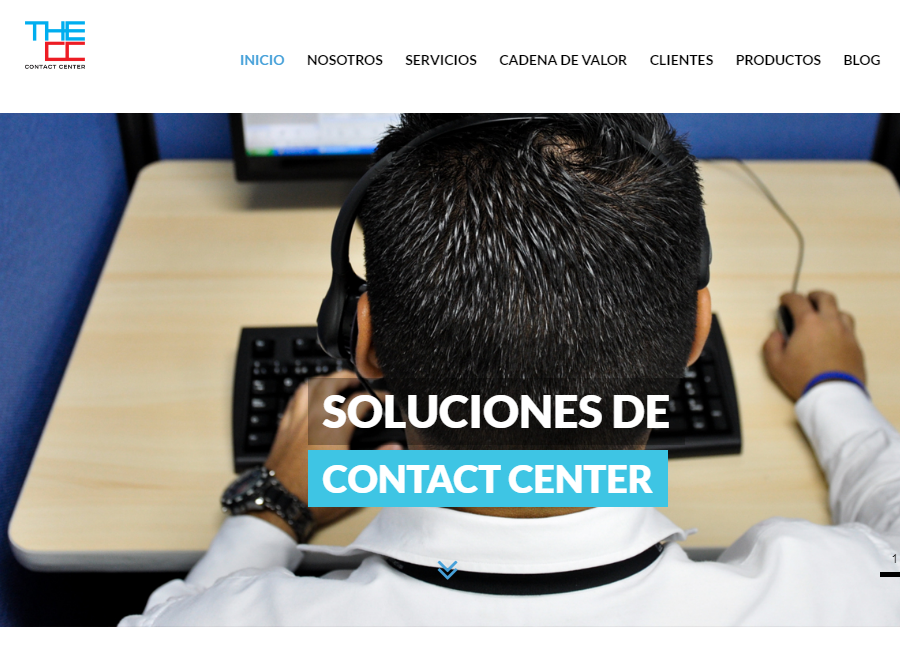 THE
CC
CONTACT CENTER
INICIO NOSOTROS SERVICIOS CADENA DE VALOR CLIENTES PRODUCTOS BLOG
SOLUCIONES DE
CONTACT CENTER
1